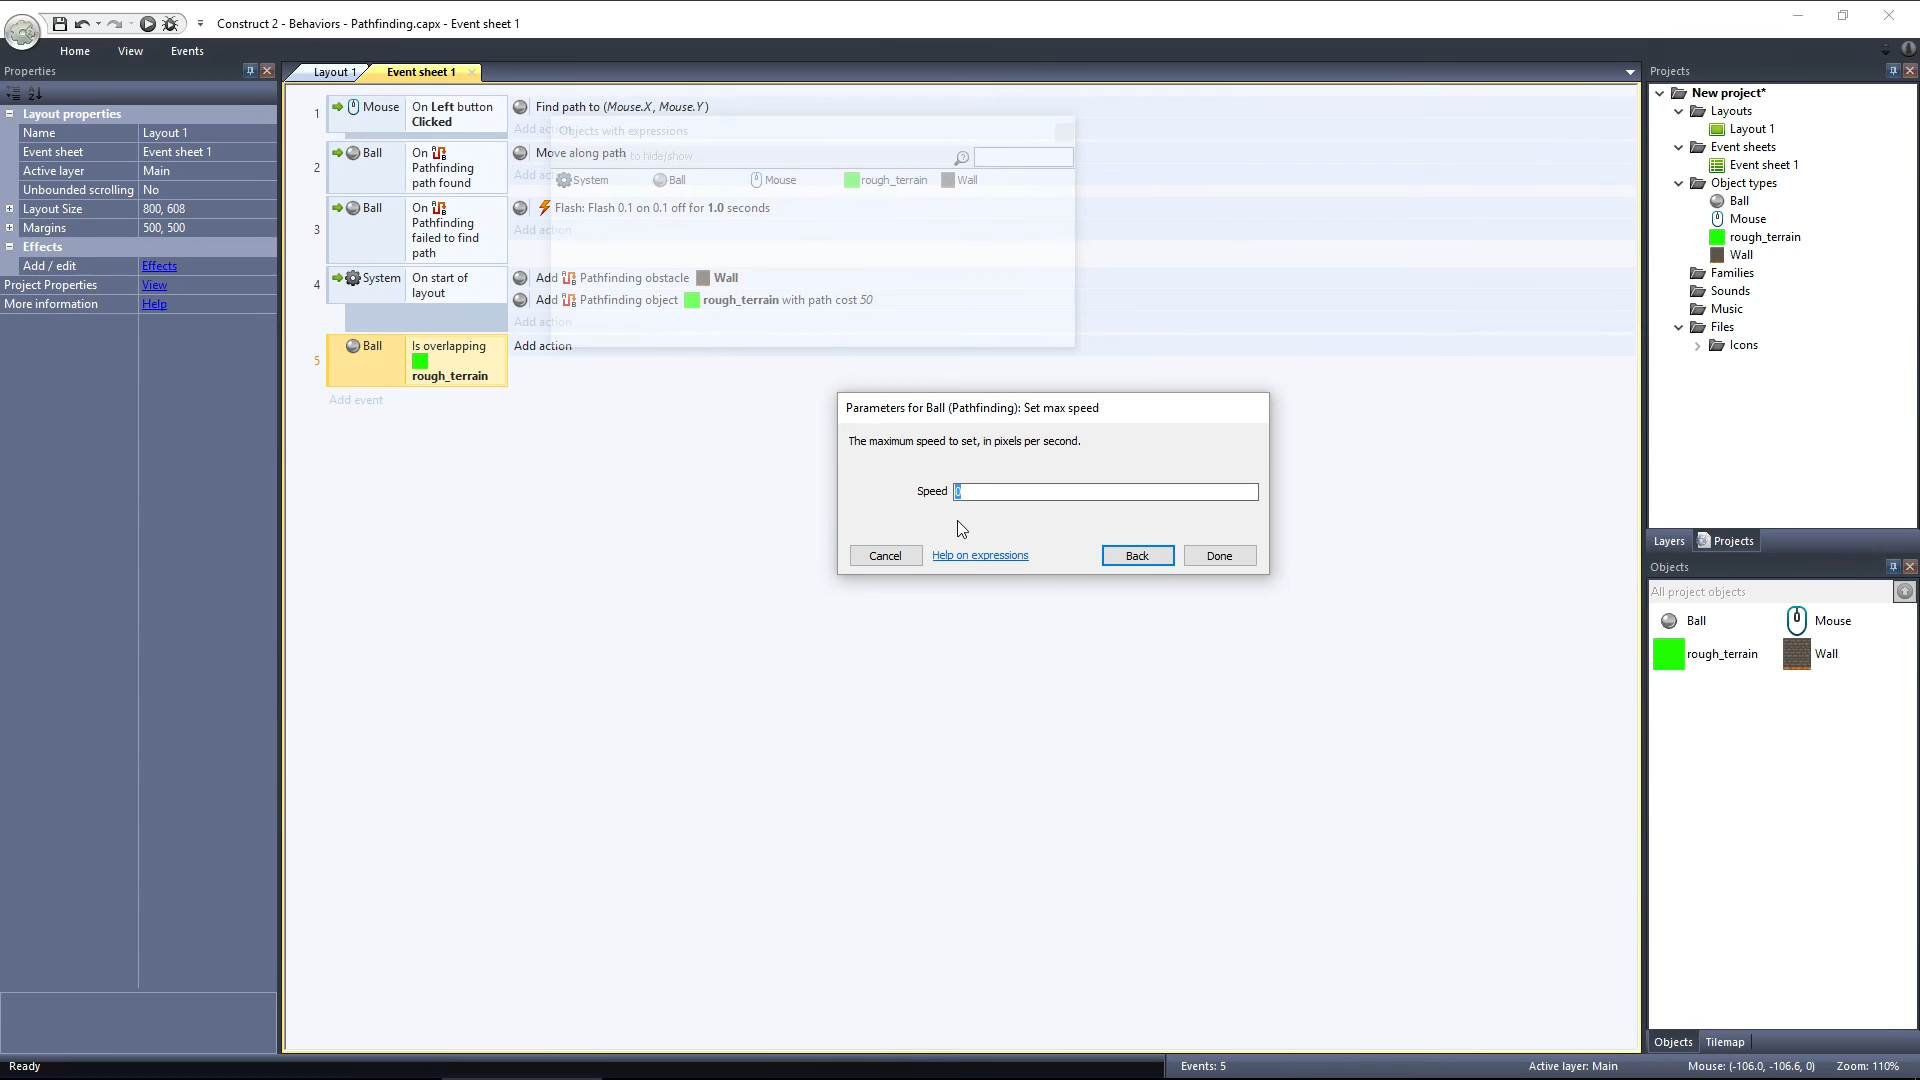 Construct 2 - Behaviors - Pathfinding.capx - Event sheet 1
Home View Events
Properties
Layout properties
Name Layout 1
Event sheet Event sheet 1
Active layer Main
Unbounded scrolling No
Layout Size 800, 608
Margins 500, 500
Effects
Add / edit Effects
Project Properties View
More information Help
Layout 1 Event sheet 1
1 Mouse On Left button Clicked
Find path to (Mouse.X, Mouse.Y)
Add action
2 Ball On Pathfinding path found
Move along path
3 Ball On Pathfinding failed to find path
Flash: Flash 0.1 on 0.1 off for 1.0 seconds
4 System On start of layout
Add Pathfinding obstacle Wall
Add Pathfinding object rough_terrain with path cost 50
Add action
5 Ball Is overlapping rough_terrain
Add action
Add event
Objects with expressions
to hide/show
System Ball Mouse rough_terrain Wall
Parameters for Ball (Pathfinding): Set max speed
The maximum speed to set, in pixels per second.
Speed 0
Cancel Help on expressions Back Done
Projects
New project*
Layouts
Layout 1
Event sheets
Event sheet 1
Object types
Ball
Mouse
rough_terrain
Wall
Families
Sounds
Music
Files
Icons
Layers Projects
Objects
All project objects
Ball Mouse
rough_terrain Wall
Objects Tilemap
Ready
Events: 5
Active layer: Main
Mouse: (-106.0, -106.6, 0)
Zoom: 110%